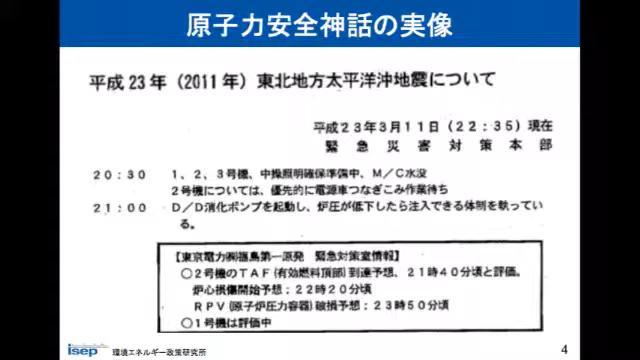 原子力安全神話の実像
平成23年(2011年)東北地方太平洋沖地震について
平成23年3月11日(22:35)現在
緊急災害対策本部
20:30 1、2、3号機、中操照明確保準備中、M/C水没
2号機については、優先的に電源車つなぎこみ作業待ち
21:00 D/D消化ポンプを起動し、炉圧が低下したら注入できる体制を執ってい
る。
【東京電力㈱福島第一原発 緊急対策室情報】
○2号機のTAF(有効燃料頂部)到達予想、21時40分頃と評価。
炉心損傷開始予想:22時20分頃
RPV(原子炉圧力容器)破損予想:23時50分頃
○1号機は評価中
isep 環境エネルギー政策研究所
4